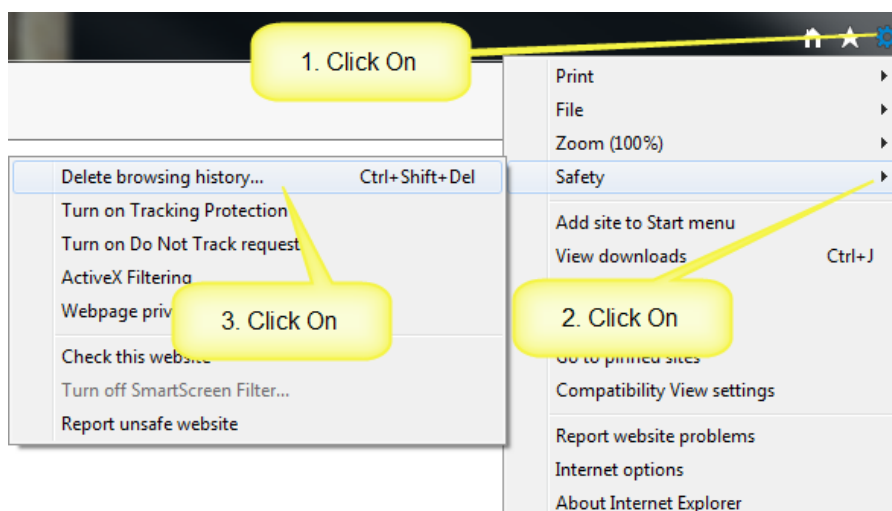 1. Click On
Print
File
Zoom (100%)
Safety
Delete browsing history... Ctrl+Shift+Del
Turn on Tracking Protection
Turn on Do Not Track request
ActiveX Filtering
Webpage
3. Click On
Check this website
Turn off SmartScreen Filter...
Report unsafe website
Add site to Start menu
View downloads Ctrl+J
2. Click On
Go to pinned sites
Compatibility View settings
Report website problems
Internet options
About Internet Explorer